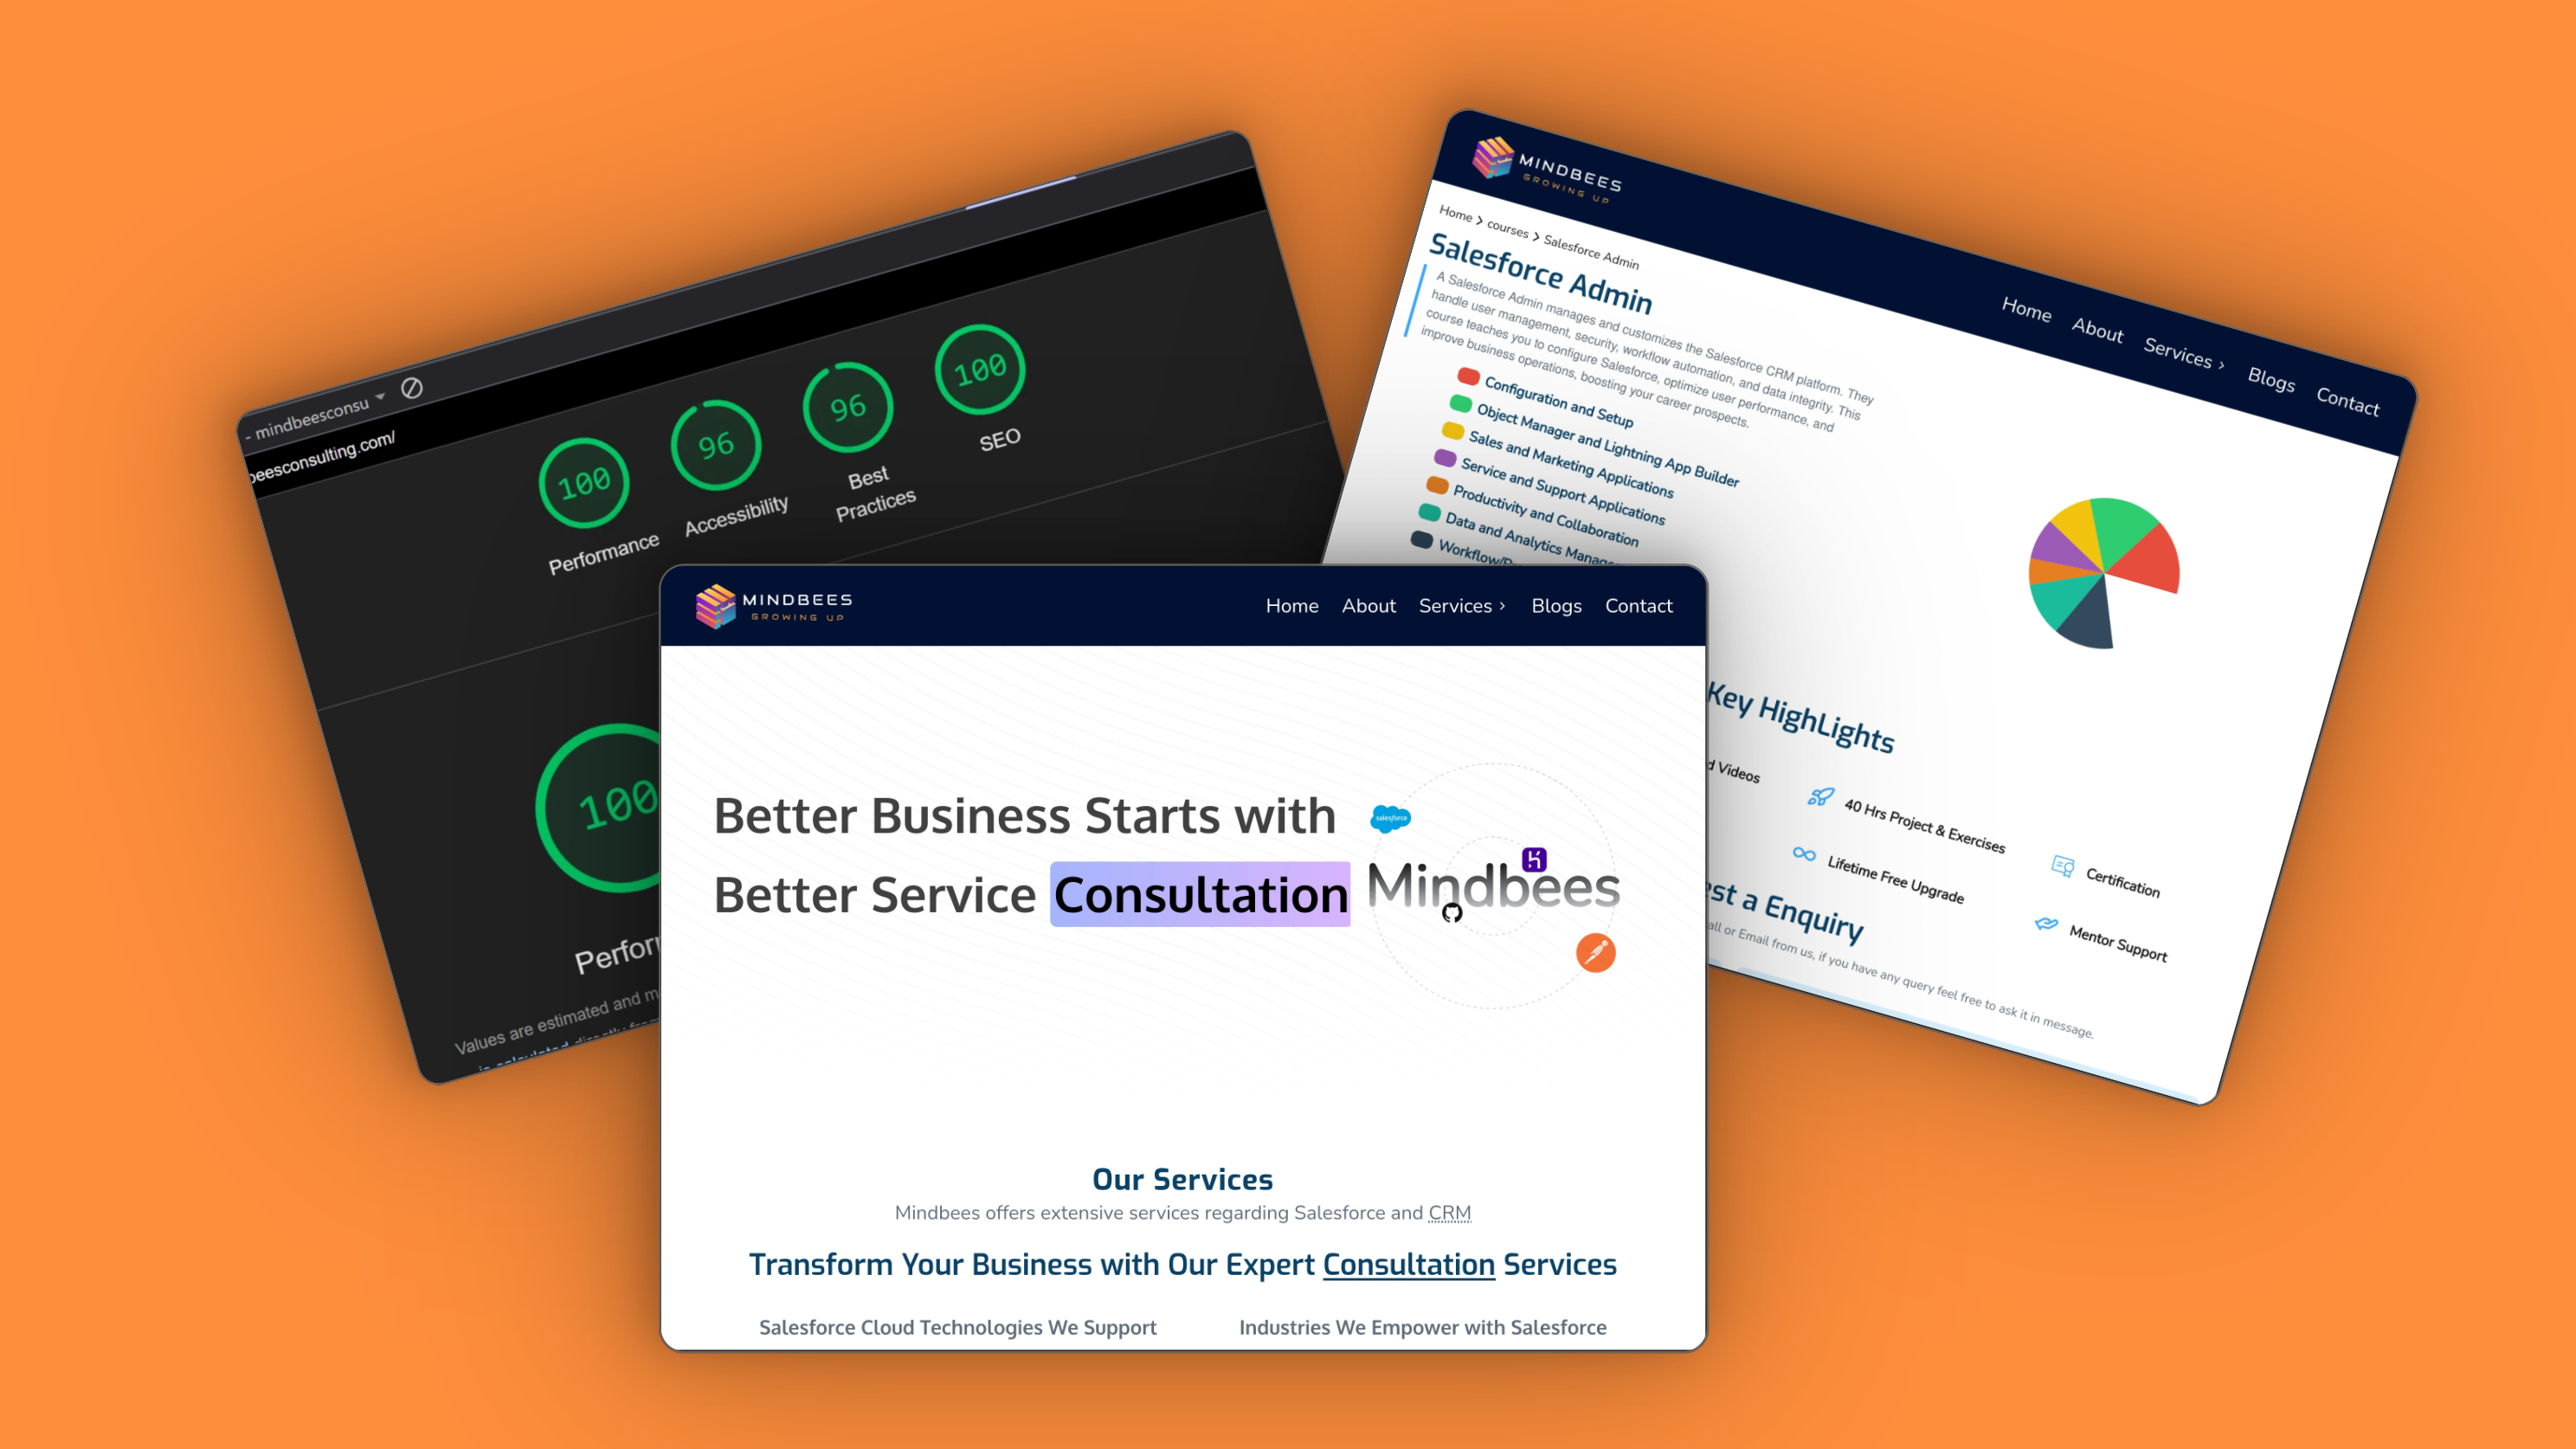 - mindbeesconsu
beesconsulting.com/
100
Performance
96
Accessibility
96
Best
Practices
100
SEO
100
Values are estimated and
MINDBEES
GROWING UP
Home About Services Blogs Contact
Home > courses > Salesforce Admin
Salesforce Admin
A Salesforce Admin manages and customizes the Salesforce CRM platform. They
handle user management, security, workflow automation, and data integrity. This
course teaches you to configure Salesforce, optimize user performance, and
improve business operations, boosting your career prospects.
Configuration and Setup
Object Manager and Lightning App Builder
Sales and Marketing Applications
Service and Support Applications
Productivity and Collaboration
Data and Analytics
Key HighLights
Videos
40 Hrs Project & Exercises
Certification
Lifetime Free Upgrade
Mentor Support
a Enquiry
or Email from us, if you have any query feel free to ask it in message.
MINDBEES
GROWING UP
Home About Services › Blogs Contact
Better Business Starts with
Better Service Consultation
salesforce
Mindbees
Our Services
Mindbees offers extensive services regarding Salesforce and CRM
Transform Your Business with Our Expert Consultation Services
Salesforce Cloud Technologies We Support
Industries We Empower with Salesforce